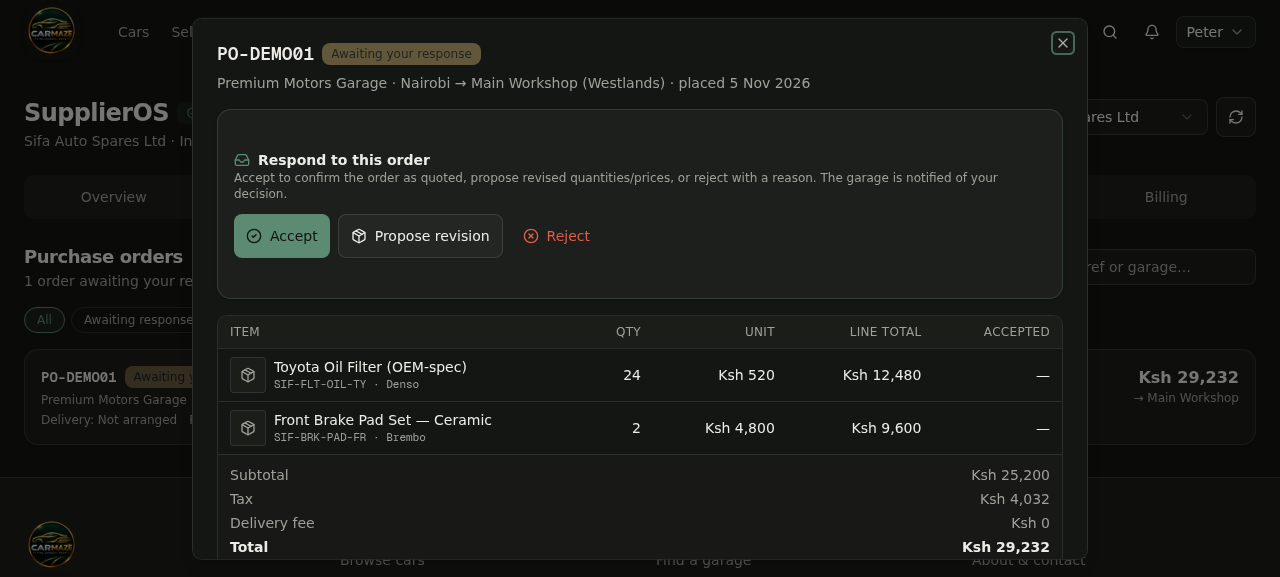 CARMAZE
Cars
Sel
Peter
PO-DEMO01
Awaiting your response
Premium Motors Garage · Nairobi → Main Workshop (Westlands) · placed 5 Nov 2026
SupplierOS
Sifa Auto Spares Ltd · In
ares Ltd
Respond to this order
Accept to confirm the order as quoted, propose revised quantities/prices, or reject with a reason. The garage is notified of your
decision.
Accept
Propose revision
Reject
Overview
Billing
Purchase orders
1 order awaiting your re
ref or garage...
All
Awaiting response
ITEM QTY UNIT LINE TOTAL ACCEPTED
Toyota Oil Filter (OEM-spec)
SIF-FLT-OIL-TY · Denso
24 Ksh 520 Ksh 12,480 —
Front Brake Pad Set — Ceramic
SIF-BRK-PAD-FR · Brembo
2 Ksh 4,800 Ksh 9,600 —
Subtotal Ksh 25,200
Tax Ksh 4,032
Delivery fee Ksh 0
Total Ksh 29,232
PO-DEMO01
Awaiting y
Premium Motors Garage
Delivery: Not arranged
Ksh 29,232
→ Main Workshop
CARMAZE
Browse cars
Find a garage
About & contact